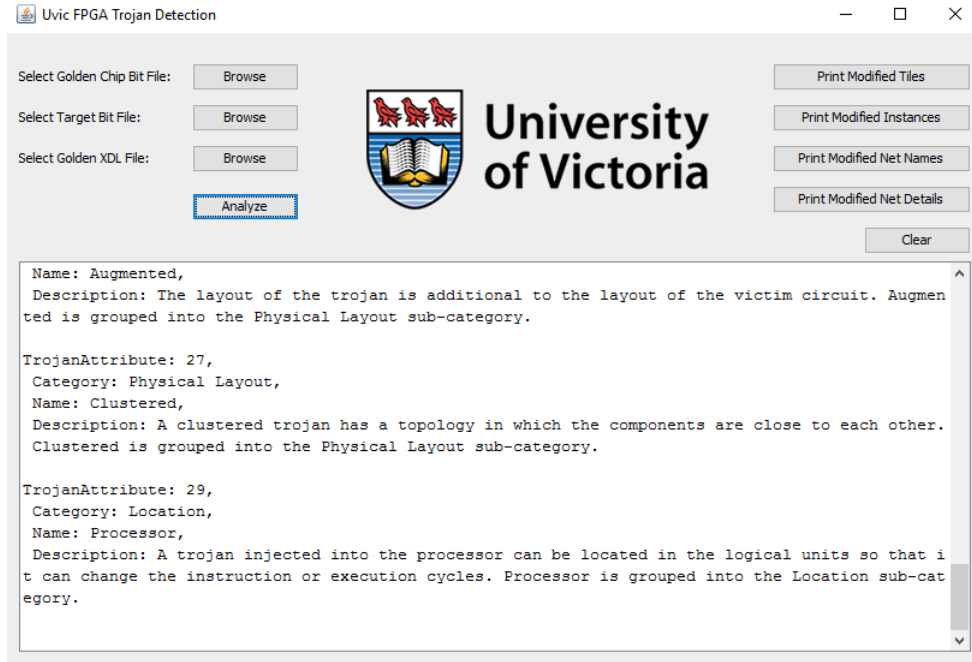 Uvic FPGA Trojan Detection
Select Golden Chip Bit File:
Browse
Select Target Bit File:
Browse
Select Golden XDL File:
Browse
Analyze
University
of Victoria
Print Modified Tiles
Print Modified Instances
Print Modified Net Names
Print Modified Net Details
Clear
Name: Augmented,
Description: The layout of the trojan is additional to the layout of the victim circuit. Augmen
ted is grouped into the Physical Layout sub-category.
TrojanAttribute: 27,
Category: Physical Layout,
Name: Clustered,
Description: A clustered trojan has a topology in which the components are close to each other.
Clustered is grouped into the Physical Layout sub-category.
TrojanAttribute: 29,
Category: Location,
Name: Processor,
Description: A trojan injected into the processor can be located in the logical units so that i
t can change the instruction or execution cycles. Processor is grouped into the Location sub-cat
egory.